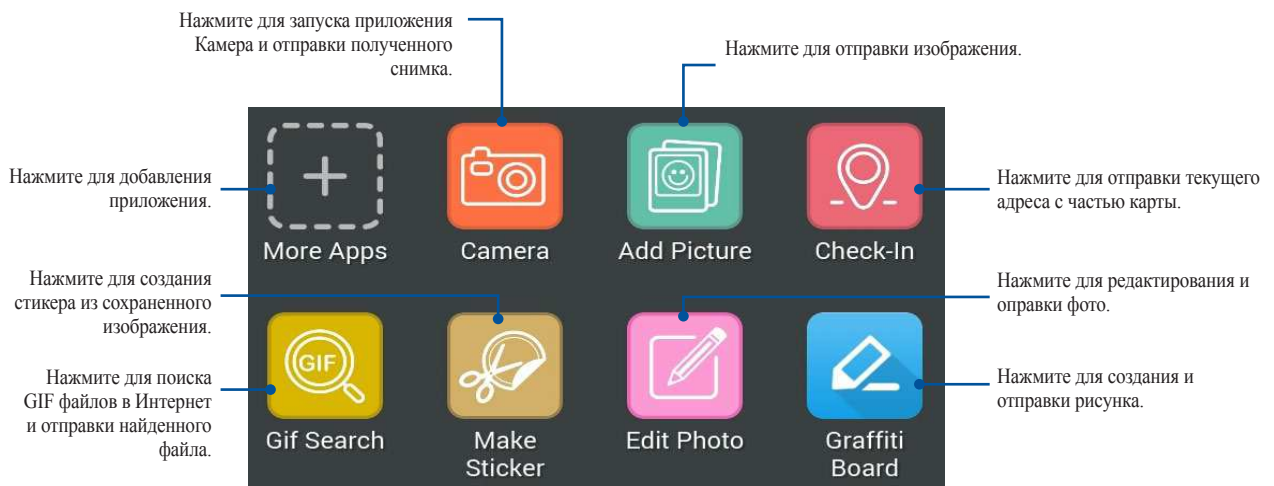 Нажмите для запуска приложения
Камера и отправки полученного
снимка.
Нажмите для отправки изображения.
Нажмите для добавления
приложения.
Нажмите для отправки текущего
адреса с частью карты.
More Apps
Camera
Add Picture
Check-In
Нажмите для создания
стикера из сохраненного
изображения.
Нажмите для редактирования и
оправки фото.
GIF
Нажмите для поиска
GIF файлов в Интернет
и отправки найденного
файла.
Нажмите для создания и
отправки рисунка.
Gif Search
Make
Sticker
Edit Photo
Graffiti
Board